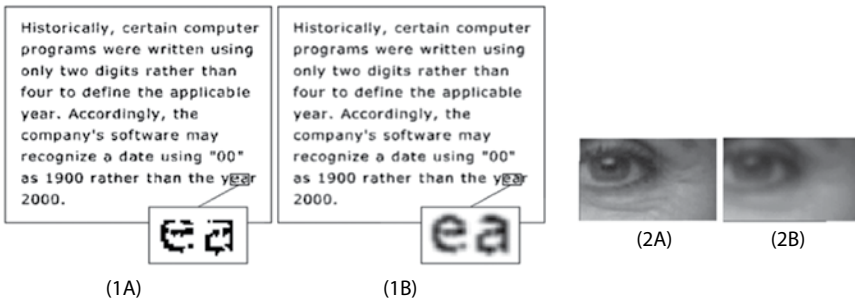 Historically, certain computer
programs were written using
only two digits rather than
four to define the applicable
year. Accordingly, the
company's software may
recognize a date using "00"
as 1900 rather than the year
2000.
ea
(1A)
Historically, certain computer
programs were written using
only two digits rather than
four to define the applicable
year. Accordingly, the
company's software may
recognize a date using "00"
as 1900 rather than the year
2000.
ea
(1B)
(2A)
(2B)